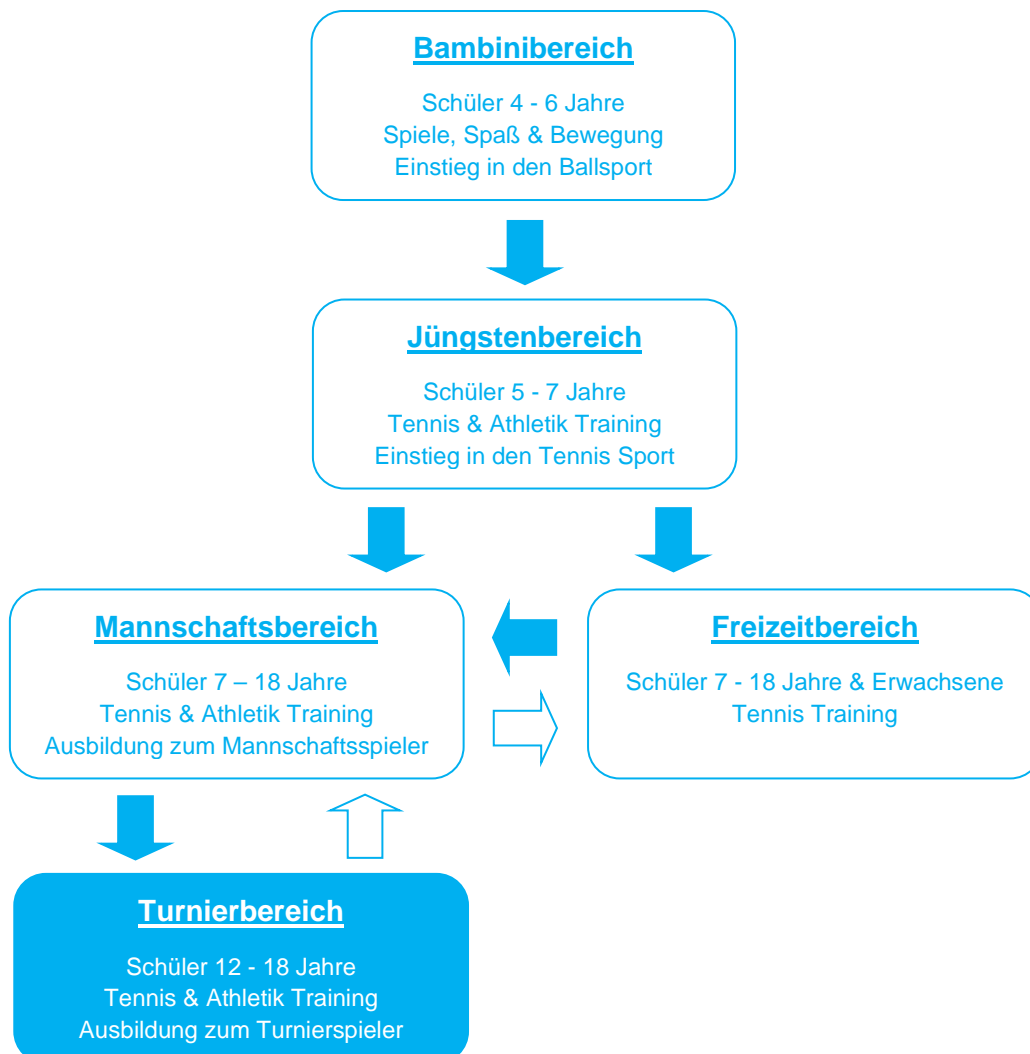 Bambinibereich
Schüler 4 - 6 Jahre
Spiele, Spaß & Bewegung
Einstieg in den Ballsport
Jüngstenbereich
Schüler 5 - 7 Jahre
Tennis & Athletik Training
Einstieg in den Tennis Sport
Mannschaftsbereich
Schüler 7 – 18 Jahre
Tennis & Athletik Training
Ausbildung zum Mannschaftsspieler
Freizeitbereich
Schüler 7 - 18 Jahre & Erwachsene
Tennis Training
Turnierbereich
Schüler 12 - 18 Jahre
Tennis & Athletik Training
Ausbildung zum Turnierspieler